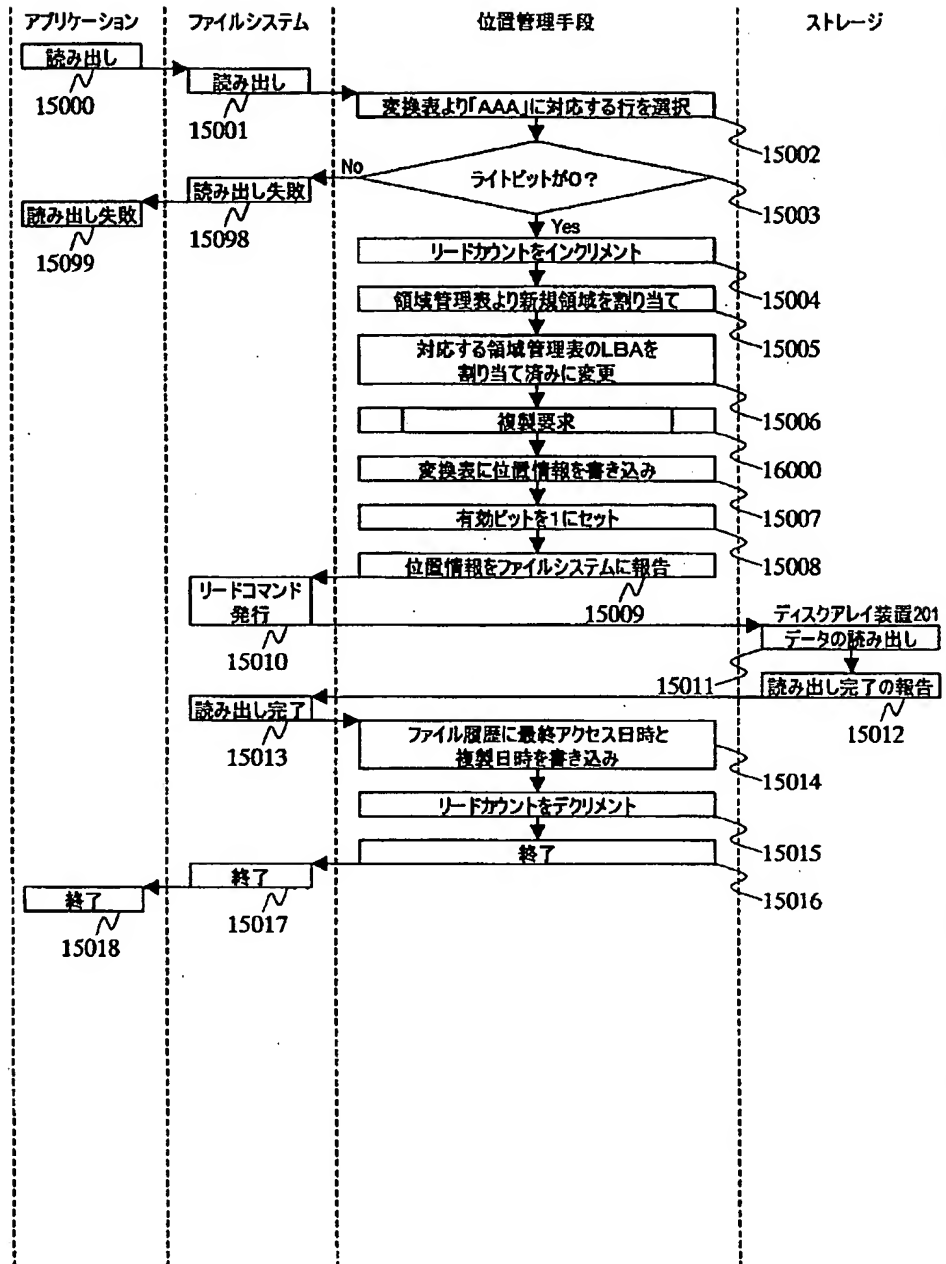 アプリケーション
ファイルシステム
位置管理手段
ストレージ
読み出し
15000
読み出し
15001
変換表より「AAA」に対応する行を選択
15002
ライトビットが0?
15003
No
読み出し失敗
15098
読み出し失敗
15099
Yes
リードカウントをインクリメント
15004
領域管理表より新規領域を割り当て
15005
対応する領域管理表のLBAを
割り当て済みに変更
15006
複製要求
16000
変換表に位置情報を書き込み
15007
有効ビットを1にセット
15008
位置情報をファイルシステムに報告
15009
リードコマンド
発行
15010
ディスクアレイ装置201
データの読み出し
15011
読み出し完了の報告
15012
読み出し完了
15013
ファイル履歴に最終アクセス日時と
複製日時を書き込み
15014
リードカウントをデクリメント
15015
終了
15016
終了
15017
終了
15018